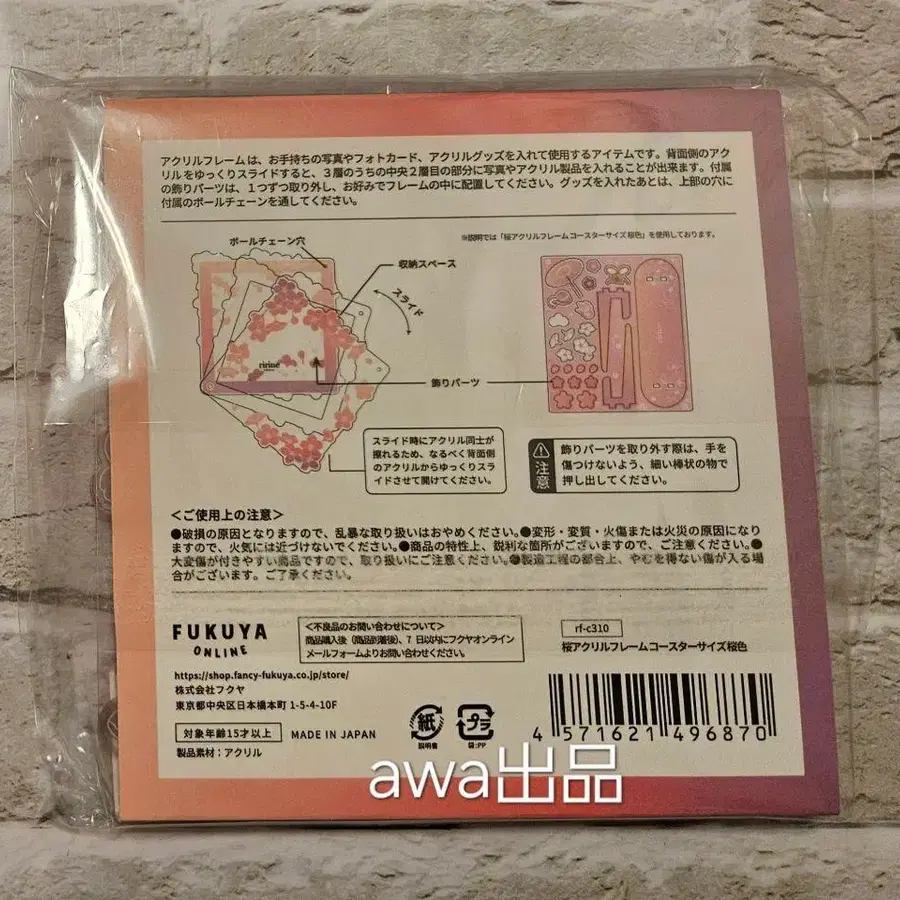 アクリルフレームは、お手持ちの写真やフォトカード、アクリルグッズを入れて使用するアイテムです。背面側のアク
リルをゆっくりスライドすると、3層のうちの中央2層目の部分に写真やアクリル製品を入れることが出来ます。付属
の飾りパーツは、1つずつ取り外し、お好みでフレームの中に配置してください。グッズを入れたあとは、上部の穴に
付属のボールチェーンを通してください。
※説明では「桜アクリルフレームコースターサイズ桜色」を使用しております。
ボールチェーン穴
収納スペース
スライド
ririne
飾りパーツ
スライド時にアクリル同士が
擦れるため、なるべく背面側
のアクリルからゆっくりスラ
イドさせて開けてください。
注意
飾りパーツを取り外す際は、手を
傷つけないよう、細い棒状の物で
押し出してください。
<ご使用上の注意>
●破損の原因となりますので、乱暴な取り扱いはおやめください。●変形・変質・火傷または火災の原因になり
ますので、火気には近づけないでください。●商品の特性上、鋭利な箇所がございますので、ご注意ください。●
大変傷が付きやすい商品ですので、取り扱いにご注意ください。●製造工程の都合上、やむを得ない傷が入る場
合がございます。ご了承ください。
FUKUYA
ONLINE
<不良品のお問い合わせについて>
商品購入後(商品到着後)、7日以内にフクヤオンライン
メールフォームよりお問い合わせください。
rf-c310
桜アクリルフレームコースターサイズ桜色
https://shop.fancy-fukuya.co.jp/store/
株式会社フクヤ
東京都中央区日本橋本町 1-5-4-10F
対象年齢15才以上
MADE IN JAPAN
製品素材:アクリル
紙
説明書
プラ
袋:PP
4 571621 496870
awa出品